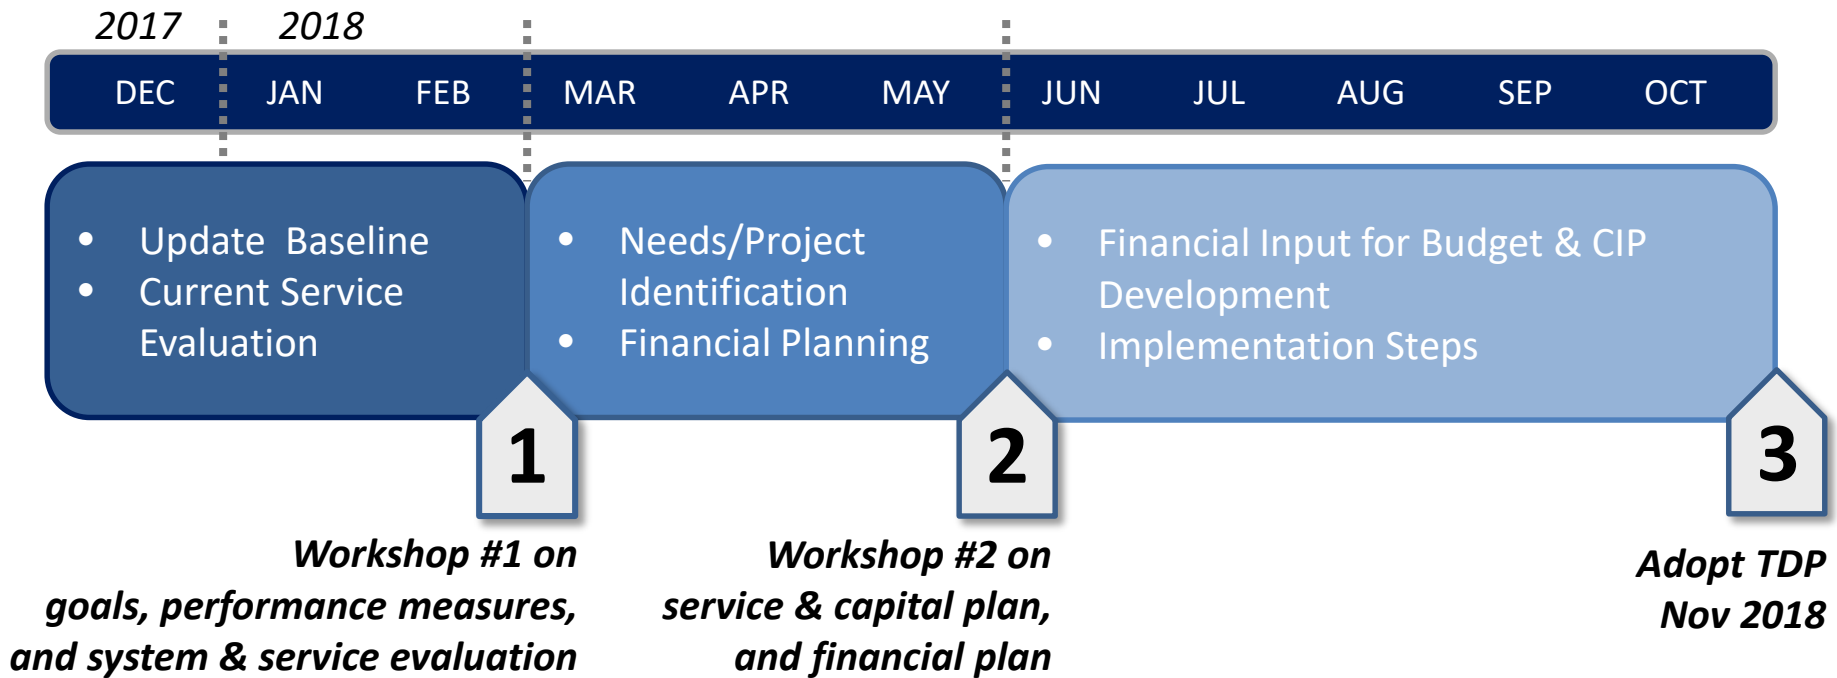 2017 2018
DEC JAN FEB MAR APR MAY JUN JUL AUG SEP OCT
• Update Baseline
• Current Service
Evaluation
• Needs/Project
Identification
• Financial Planning
• Financial Input for Budget & CIP
Development
• Implementation Steps
1
2
3
Workshop #1 on
goals, performance measures,
and system & service evaluation
Workshop #2 on
service & capital plan,
and financial plan
Adopt TDP
Nov 2018